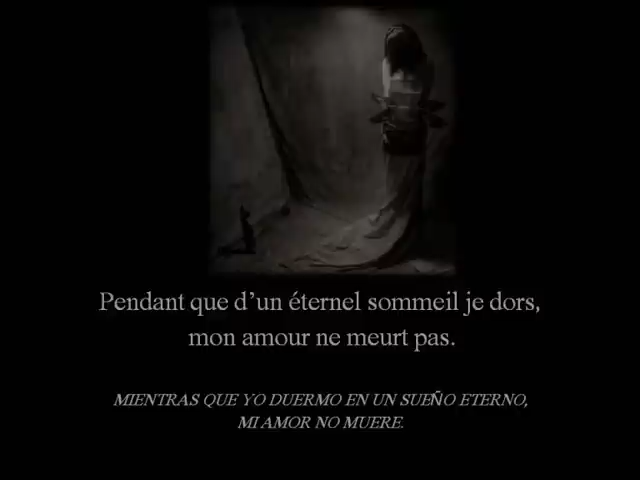 Pendant que d'un éternel sommeil je dors,
mon amour ne meurt pas.
MIENTRAS QUE YO DUERMO EN UN SUEÑO ETERNO,
MI AMOR NO MUERE.